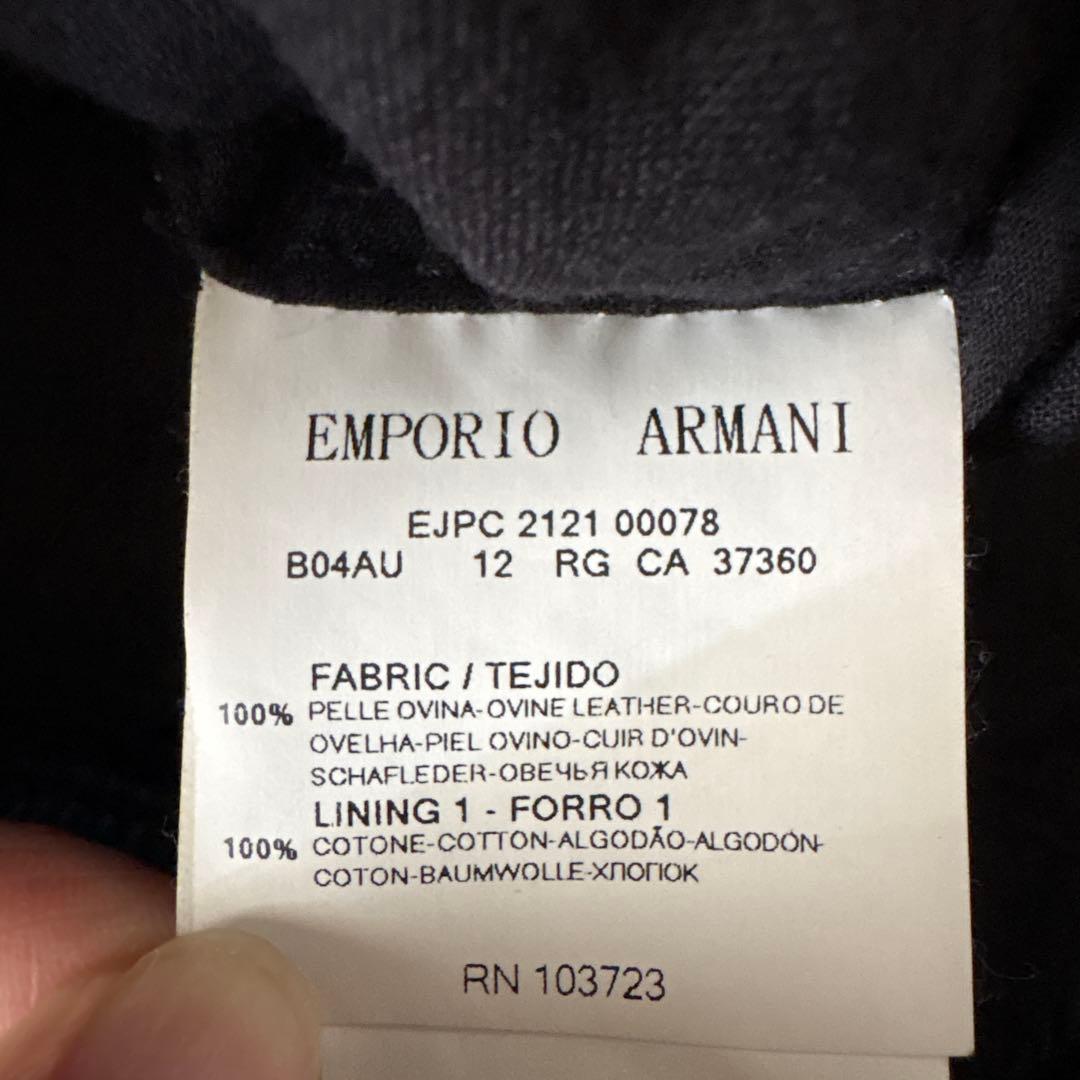 EMPORIO ARMANI
EJPC 2121 00078
B04AU 12 RG CA 37360
FABRIC / TEJIDO
100% PELLE OVINA-OVINE LEATHER-COURO DE
OVELHA-PIEL OVINO-CUIR D'OVIN-
SCHAFLEDER-ОВЕЧЬЯ КОЖА
LINING 1 - FORRO 1
100% COTONE-COTTON-ALGODÃO-ALGODÓN-
COTON-BAUMWOLLE-ХЛОПОК
RN 103723